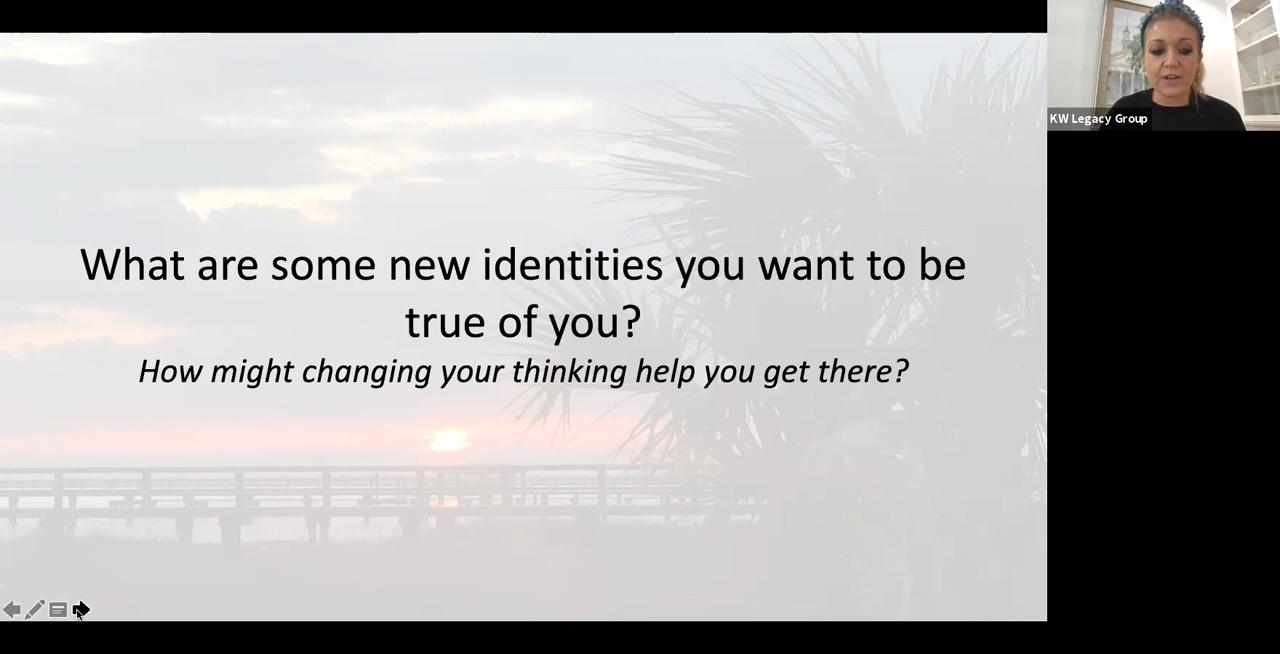 What are some new identities you want to be
true of you?
How might changing your thinking help you get there?
KW Legacy Group